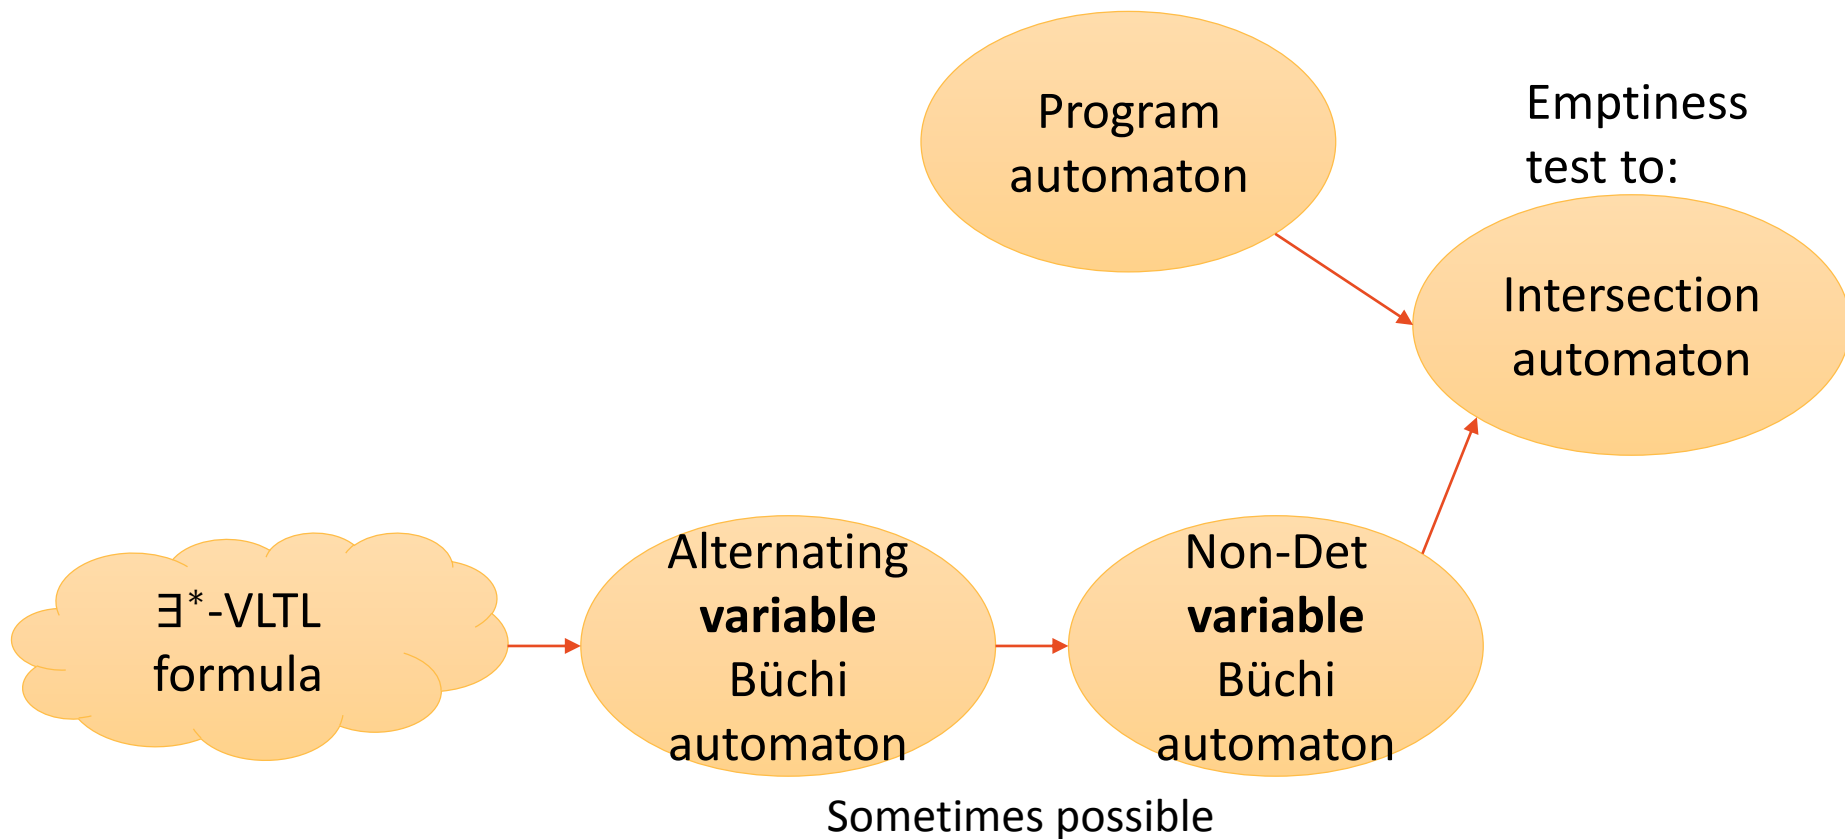 Program
automaton
Emptiness
test to:
Intersection
automaton
∃*-VLTL
formula
Alternating
variable
Büchi
automaton
Non-Det
variable
Büchi
automaton
Sometimes possible